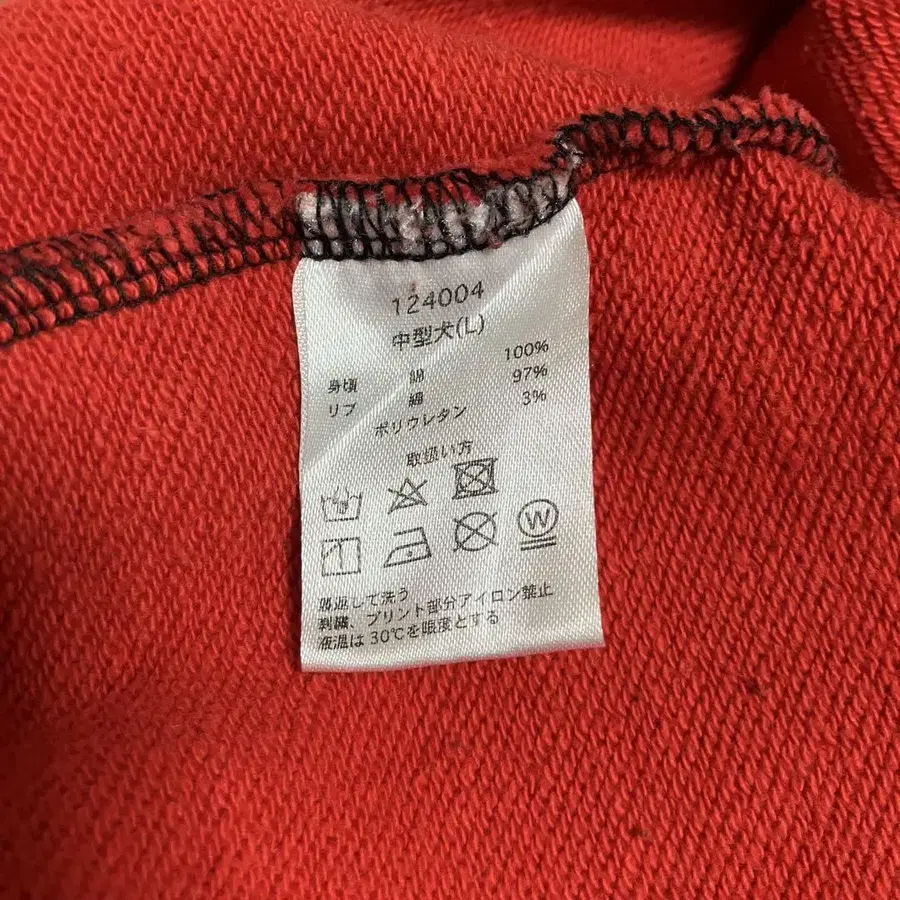 124004
中型犬(L)
身頃 綿 100%
リブ 綿 97%
ポリウレタン 3%
取扱い方
W
裏返して洗う
刺繍、プリント部分アイロン禁止
液温は30℃を限度とする